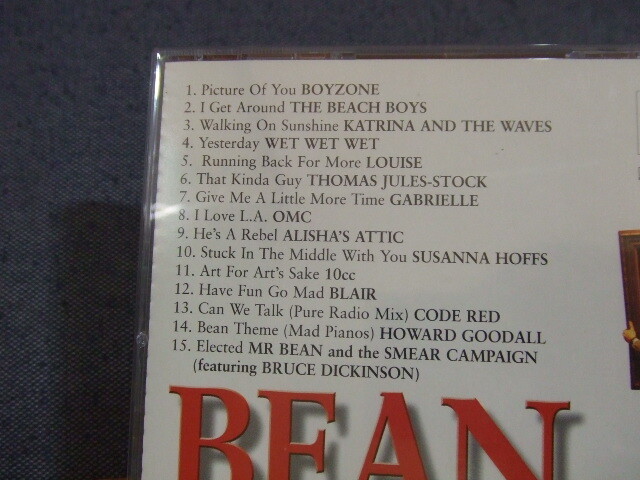 1. Picture Of You BOYZONE
2. I Get Around THE BEACH BOYS
3. Walking On Sunshine KATRINA AND THE WAVES
4. Yesterday WET WET WET
5. Running Back For More LOUISE
6. That Kinda Guy THOMAS JULES-STOCK
7. Give Me A Little More Time GABRIELLE
8. I Love L.A. OMC
9. He's A Rebel ALISHA'S ATTIC
10. Stuck In The Middle With You SUSANNA HOFFS
11. Art For Art's Sake 10cc
12. Have Fun Go Mad BLAIR
13. Can We Talk (Pure Radio Mix) CODE RED
14. Bean Theme (Mad Pianos) HOWARD GOODALL
15. Elected MR BEAN and the SMEAR CAMPAIGN
(featuring BRUCE DICKINSON)
BEAN